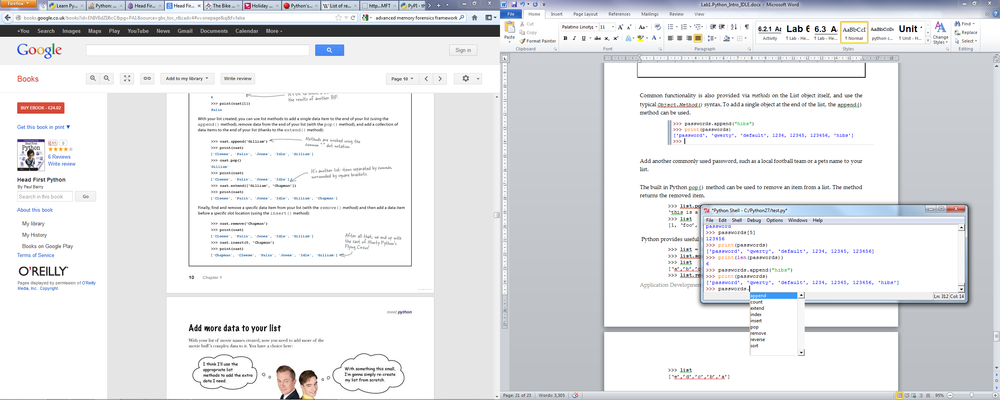 Firefox
Learn Py...
Python: ...
Head Fir...
Head Fir...
The Bike ...
Holiday ...
Python's...
List of re...
http...MFT
PyPI - th
books.google.co.uk/books?id=ENIVBdZlJ6cC&pg=PA1&source=gbs_toc_r&cad=4#v=onepage&q&f=false
advanced memory forensics framework
+You Search Images Maps Play YouTube News Gmail Documents Calendar More
Google
Sign in
Books
Add to my library
Write review
Page 10
BUY EBOOK - £24.02
Get this book in print ▼
Head First
Python
+1 0
6 Reviews
Write review
Head First Python
By Paul Barry
Search in this book
Go
About this book
My library
My History
Books on Google Play
Terms of Service
O'REILLY
Pages displayed by permission of O'Reilly
Media, Inc.. Copyright.
4
the results of another BIF.
>>> print(cast[1])
Palin
With your list created, you can use list methods to add a single data item to the end of your list (using the
append() method), remove data from the end of your list (with the pop() method), and add a collection of
data items to the end of your list (thanks to the extend() method):
>>> cast.append("Gilliam")
Methods are invoked using the
common "." dot notation.
>>> print(cast)
['Cleese', 'Palin', 'Jones', 'Idle', 'Gilliam']
>>> cast.pop()
'Gilliam'
>>> print(cast)
It's another list: items separated by commas,
surrounded by square brackets.
['Cleese', 'Palin', 'Jones', 'Idle']
>>> cast.extend(["Gilliam", "Chapman"])
>>> print(cast)
['Cleese', 'Palin', 'Jones', 'Idle', 'Gilliam', 'Chapman']
Finally, find and remove a specific data item from your list (with the remove() method) and then add a data item
before a specific slot location (using the insert() method):
>>> cast.remove("Chapman")
>>> print(cast)
['Cleese', 'Palin', 'Jones', 'Idle', 'Gilliam']
>>> cast.insert(0, "Chapman")
>>> print(cast)
['Chapman', 'Cleese', 'Palin', 'Jones', 'Idle', 'Gilliam']
After all that, we end up with
the cast of Monty Python's
Flying Circus!
10 Chapter 1
meet python
Add more data to your list
With your list of movie names created, now you need to add more of the
movie buff's complex data to it. You have a choice here:
I think I'll use the
appropriate list
methods to add the extra
data I need.
With something this small,
I'm gonna simply re-create
my list from scratch.
Lab1.Python_Intro_IDLE.docx - Microsoft Word
File Home Insert Page Layout References Mailings Review View
Paste
Cut
Copy
Format Painter
Clipboard
Palatino Linotyp 11
Font
Paragraph
6.2.1 Aa Lab 6 6.3 A AaBbCcI AaBbCcDc Unit
Activity ¶ Lab - He... ¶ Lab - He... ¶ Normal python c... ¶ Unit - H...
Styles
Change
Styles
Find
Replace
Select
Editing
Common functionality is also provided via methods on the List object itself, and use the
typical Object.Method() syntax. To add a single object at the end of the list, the append()
method can be used.
>>> passwords.append("hibs")
>>> print(passwords)
['password', 'qwerty', 'default', 1234, 12345, 123456, 'hibs']
>>>
Add another commonly used password, such as a local football team or a pets name to your
list.
The built in Python pop() method can be used to remove an item from a list. The method
returns the removed item.
>>> list.po
'this is a
>>> list
[1, 'foo',
Python provides useful
>>> list =
>>> list.so
>>> list
['a','b','c
>>> list.re
Application Developmen
*Python Shell - C:/Python27/test.py*
File Edit Shell Debug Options Windows Help
password
>>> passwords[5]
123456
>>> print(passwords)
['password', 'qwerty', 'default', 1234, 12345, 123456]
>>> print(len(passwords))
6
>>> passwords.append("hibs")
>>> print(passwords)
['password', 'qwerty', 'default', 1234, 12345, 123456, 'hibs']
>>> passwords.
Ln: 312 Col: 14
append
count
extend
index
insert
pop
remove
reverse
sort
>>> list
['e','d','c','b','a']
Page: 21 of 23 Words: 3,305
95%